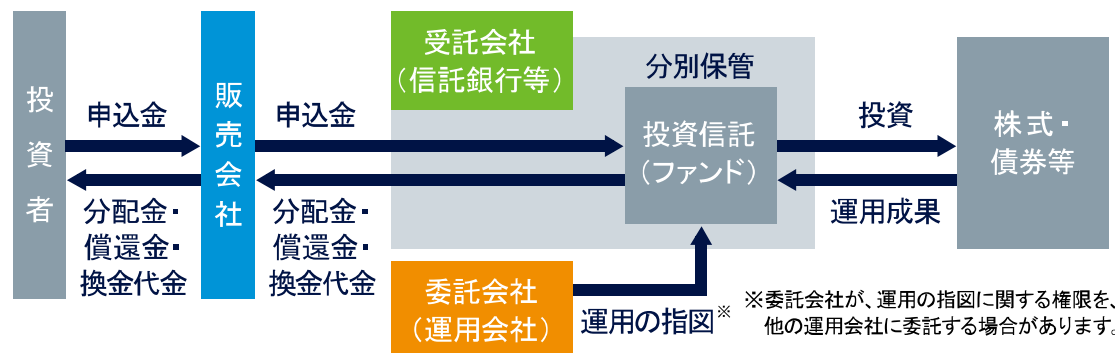 投資者
申込金
分配金・
償還金・
換金代金
販売会社
申込金
分配金・
償還金・
換金代金
受託会社
（信託銀行等）
分別保管
投資信託
（ファンド）
委託会社
（運用会社）
運用の指図※
投資
運用成果
株式・
債券等
※委託会社が、運用の指図に関する権限を、
他の運用会社に委託する場合があります。